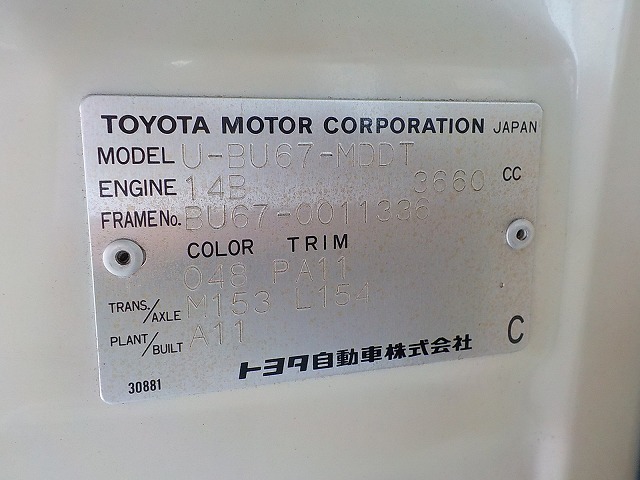 TOYOTA MOTOR CORPORATION JAPAN
MODEL U-BU67-MDDT
ENGINE 14B 3660 CC
FRAME No. BU67-0011336
COLOR TRIM
048 PA11
TRANS./AXLE M153 L154
PLANT/BUILT A11
トヨタ自動車株式会社 C
30881